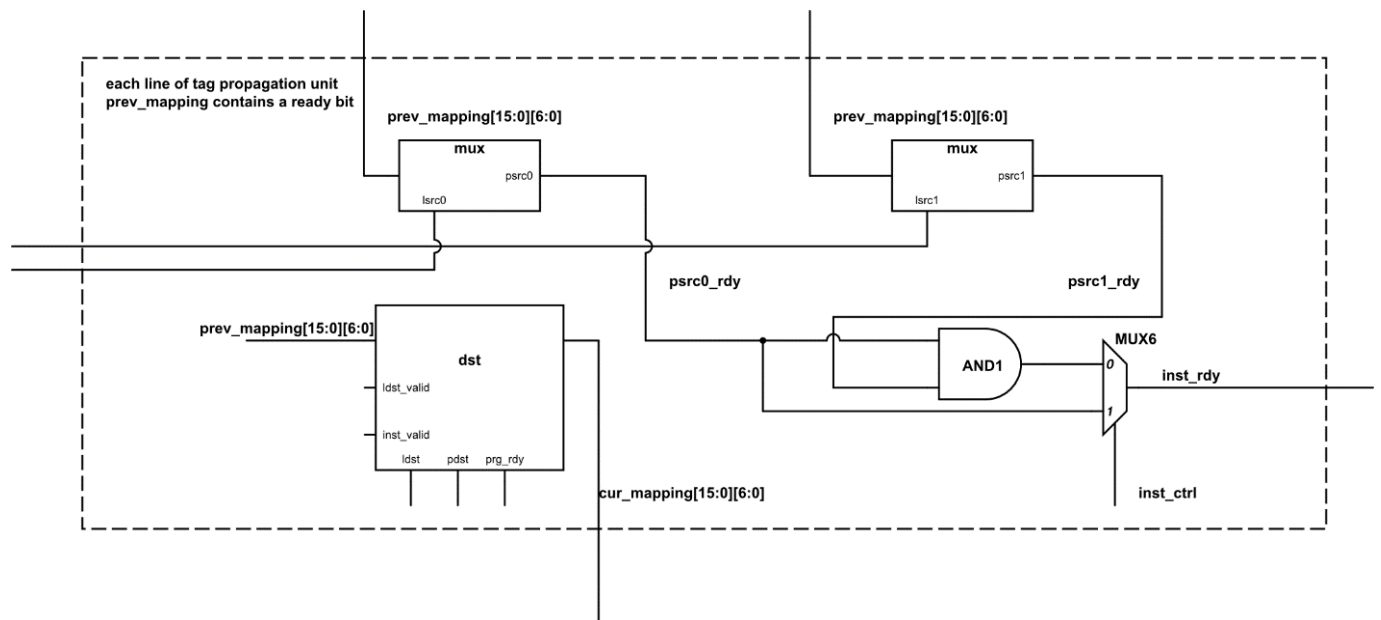 each line of tag propagation unit
prev_mapping contains a ready bit
prev_mapping[15:0][6:0]
mux
psrc0
lsrc0
prev_mapping[15:0][6:0]
mux
psrc1
lsrc1
psrc0_rdy
psrc1_rdy
prev_mapping[15:0][6:0]
dst
ldst_valid
inst_valid
ldst
pdst
prg_rdy
cur_mapping[15:0][6:0]
AND1
MUX6
0
1
inst_rdy
inst_ctrl